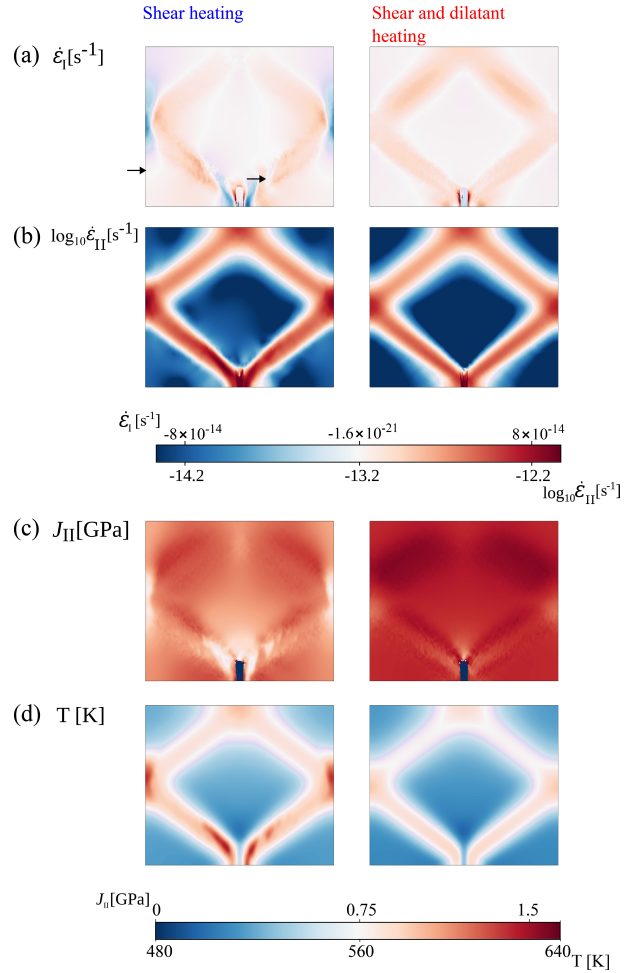 Shear heating
Shear and dilatant heating
(a) ε̇I[s-1]
(b) log10ε̇II[s-1]
ε̇I [s-1]
-8×10-14 -1.6×10-21 8×10-14
-14.2 -13.2 -12.2
log10ε̇II[s-1]
(c) JII[GPa]
(d) T [K]
JII[GPa] 0 0.75 1.5
480 560 640
T [K]